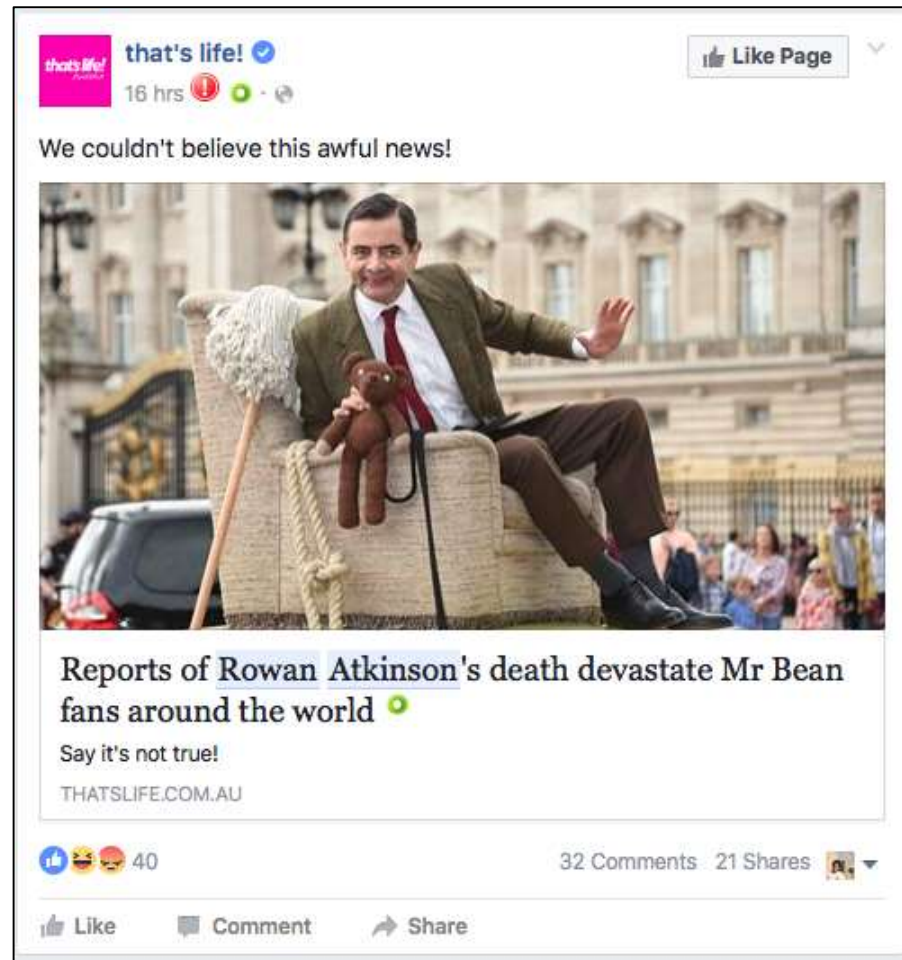 that's life!
that's life!
16 hrs
Like Page
We couldn't believe this awful news!
Reports of Rowan Atkinson's death devastate Mr Bean
fans around the world
Say it's not true!
THATSLIFE.COM.AU
40
32 Comments 21 Shares
Like Comment Share